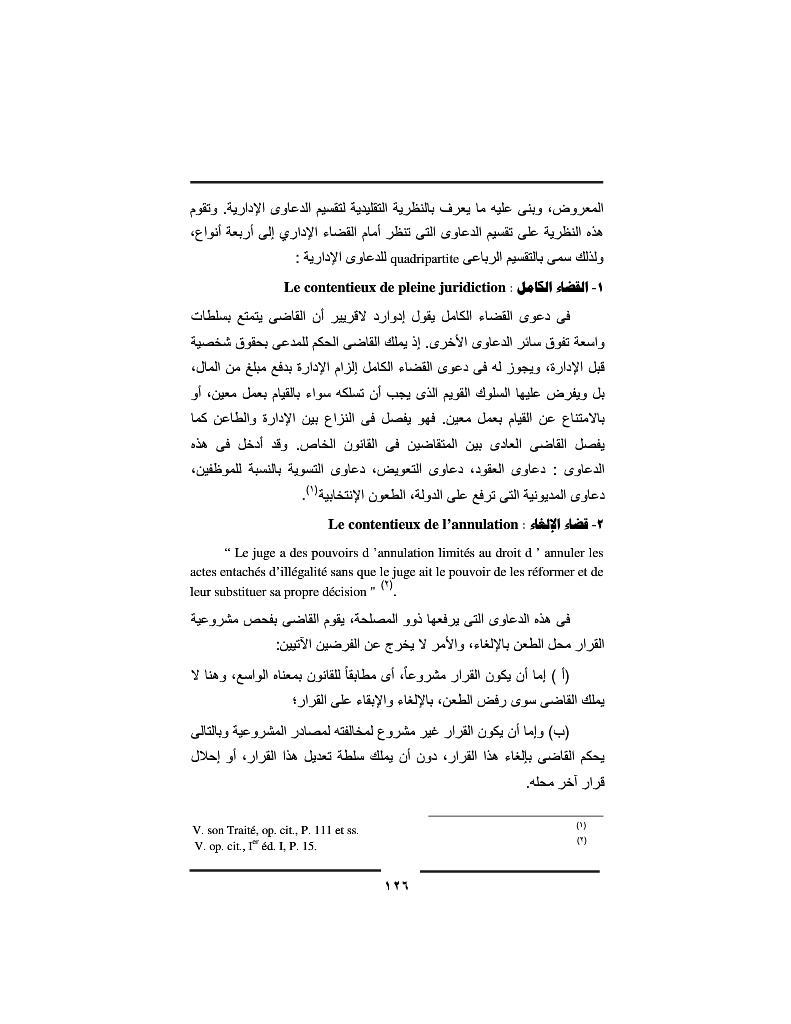 المعروض، وبنى عليه ما يعرف بالنظرية التقليدية لتقسيم الدعاوى الإدارية. وتقوم
هذه النظرية على تقسيم الدعاوى التى تنظر أمام القضاء الإداري إلى أربعة أنواع،
ولذلك سمى بالتقسيم الرباعى quadripartite للدعاوى الإدارية :
١- القضاء الكامل : Le contentieux de pleine juridiction
فى دعوى القضاء الكامل يقول إدوارد لافريير أن القاضى يتمتع بسلطات
واسعة تفوق سائر الدعاوى الأخرى. إذ يملك القاضى الحكم للمدعى بحقوق شخصية
قبل الإدارة، ويجوز له فى دعوى القضاء الكامل إلزام الإدارة بدفع مبلغ من المال،
بل ويفرض عليها السلوك القويم الذى يجب أن تسلكه سواء بالقيام بعمل معين، أو
بالامتناع عن القيام بعمل معين. فهو يفصل فى النزاع بين الإدارة والطاعن كما
يفصل القاضى العادى بين المتقاضين فى القانون الخاص. وقد أدخل فى هذه
الدعاوى : دعاوى العقود، دعاوى التعويض، دعاوى التسوية بالنسبة للموظفين،
دعاوى المديونية التى ترفع على الدولة، الطعون الإنتخابية(١).
٢- قضاء الإلغاء : Le contentieux de l’annulation
“ Le juge a des pouvoirs d ’annulation limités au droit d ’ annuler les
actes entachés d’illégalité sans que le juge ait le pouvoir de les réformer et de
leur substituer sa propre décision " (٢).
فى هذه الدعاوى التى يرفعها ذوو المصلحة، يقوم القاضى بفحص مشروعية
القرار محل الطعن بالإلغاء، والأمر لا يخرج عن الفرضين الآتيين:
(أ ) إما أن يكون القرار مشروعاً، أى مطابقاً للقانون بمعناه الواسع، وهنا لا
يملك القاضى سوى رفض الطعن، بالإلغاء والإبقاء على القرار؛
(ب) وإما أن يكون القرار غير مشروع لمخالفته لمصادر المشروعية وبالتالى
يحكم القاضى بإلغاء هذا القرار، دون أن يملك سلطة تعديل هذا القرار، أو إحلال
قرار آخر محله.
(١) V. son Traité, op. cit., P. 111 et ss.
(٢) V. op. cit., Ier éd. I, P. 15.
١٢٦